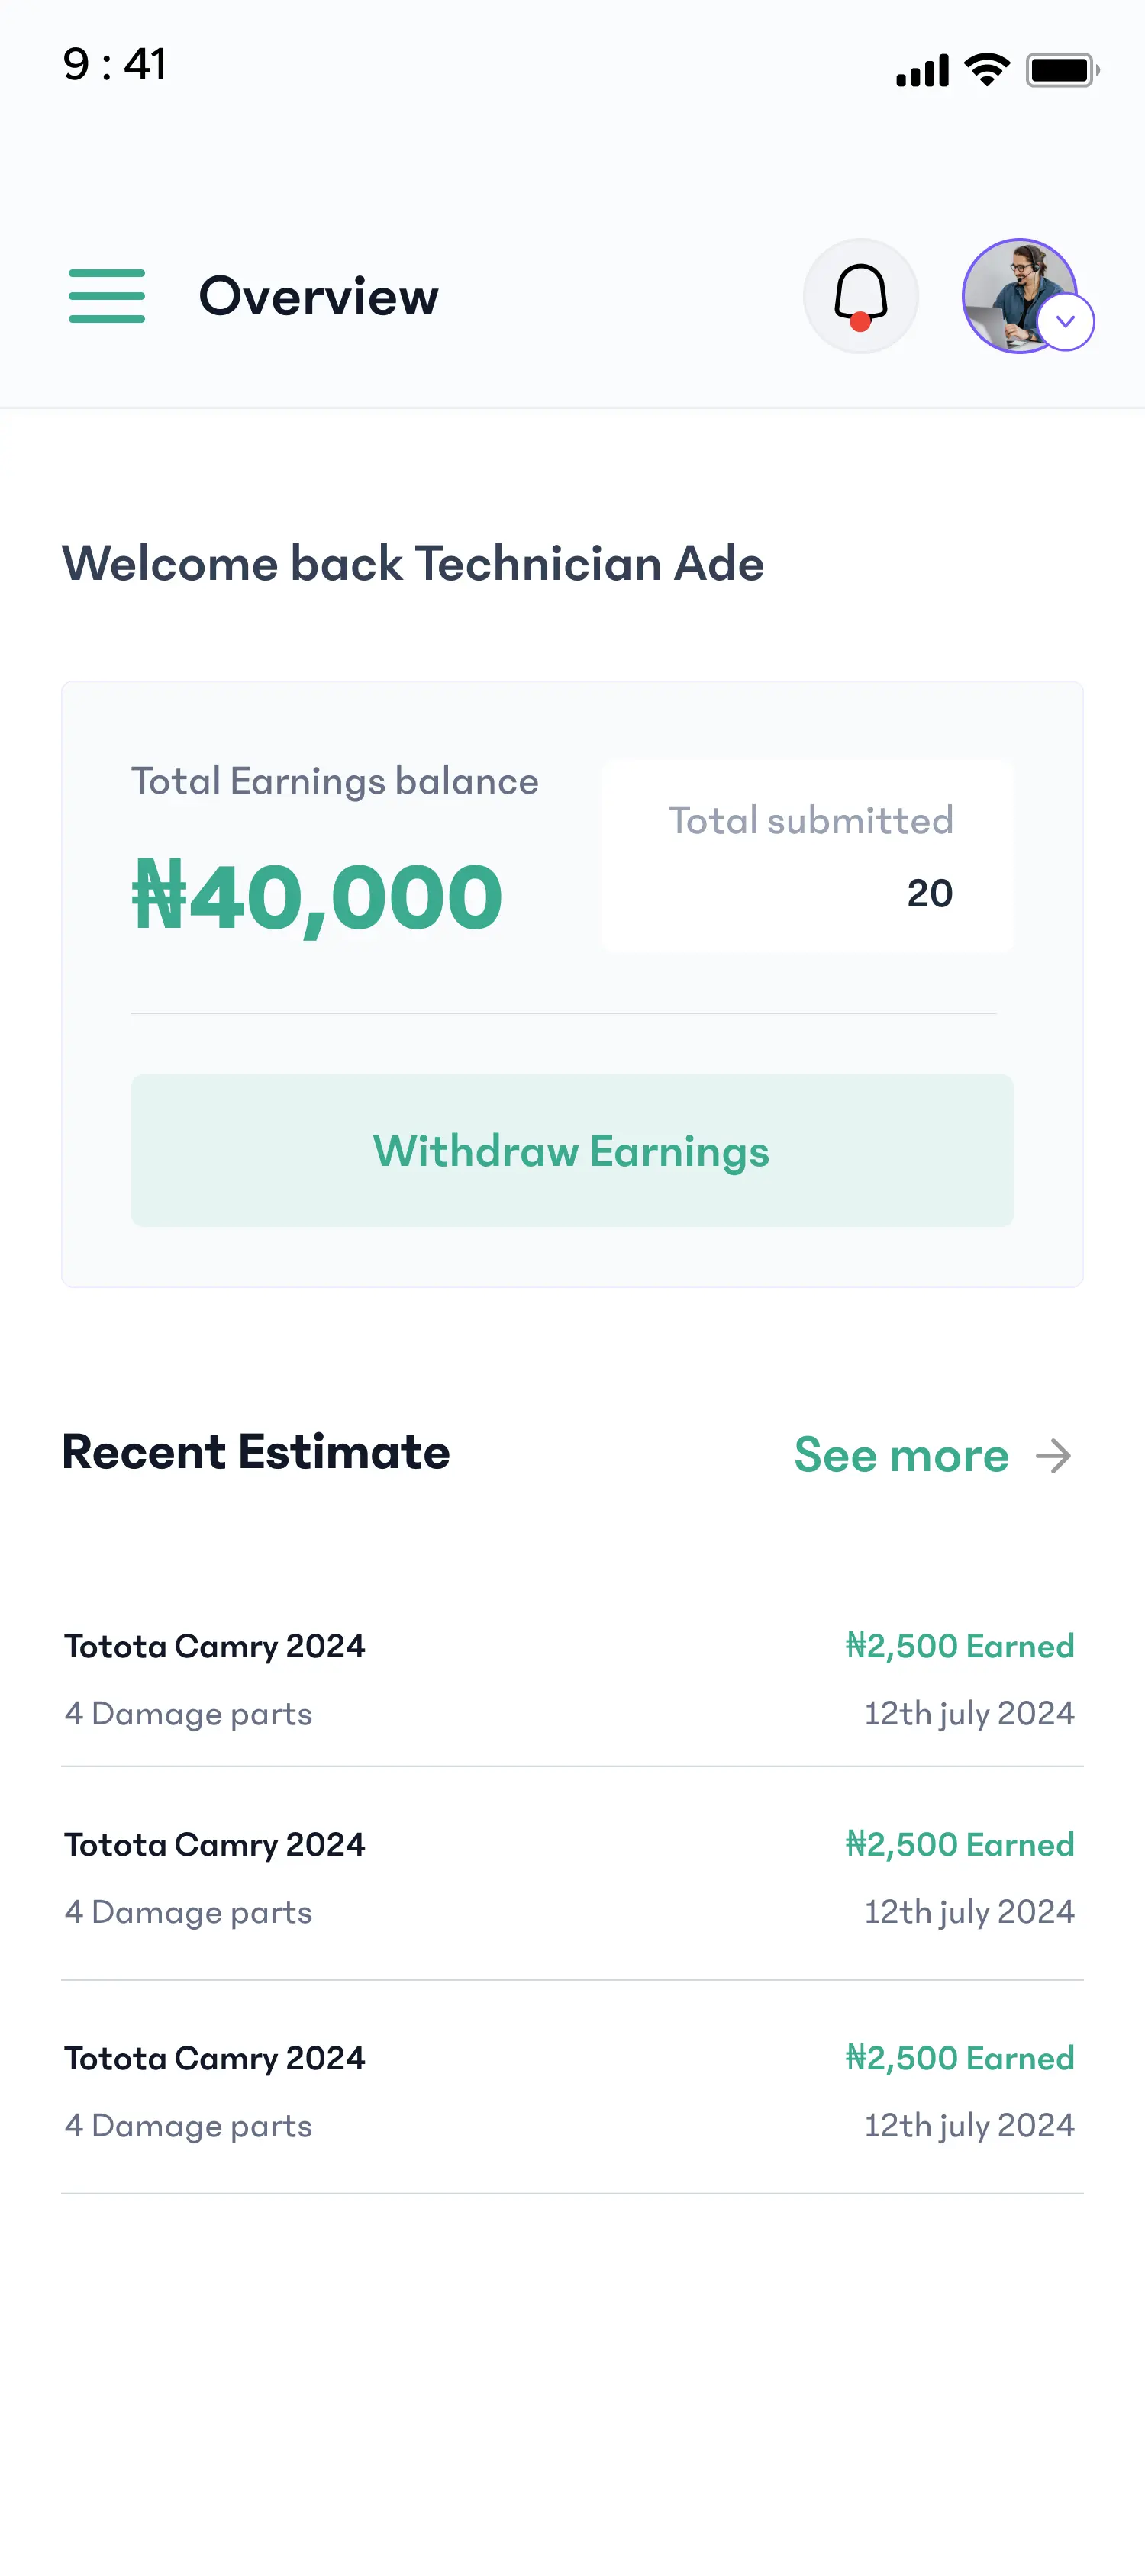 9 : 41
Overview
Welcome back Technician Ade
Total Earnings balance
₦40,000
Total submitted
20
Withdraw Earnings
Recent Estimate
See more
Totota Camry 2024
₦2,500 Earned
4 Damage parts
12th july 2024
Totota Camry 2024
₦2,500 Earned
4 Damage parts
12th july 2024
Totota Camry 2024
₦2,500 Earned
4 Damage parts
12th july 2024